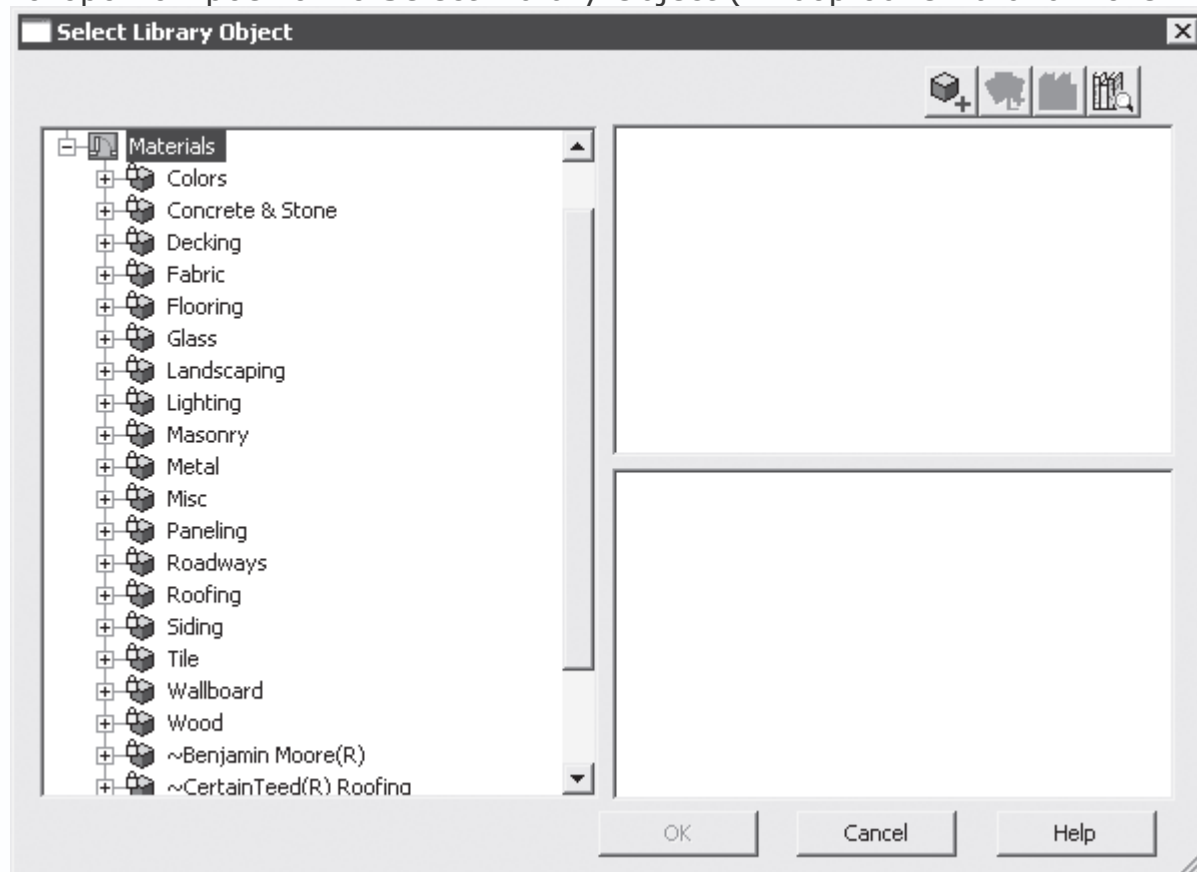 Select Library Object
Materials
Colors
Concrete & Stone
Decking
Fabric
Flooring
Glass
Landscaping
Lighting
Masonry
Metal
Misc
Paneling
Roadways
Roofing
Siding
Tile
Wallboard
Wood
~Benjamin Moore(R)
~CertainTeed(R) Roofing
OK
Cancel
Help